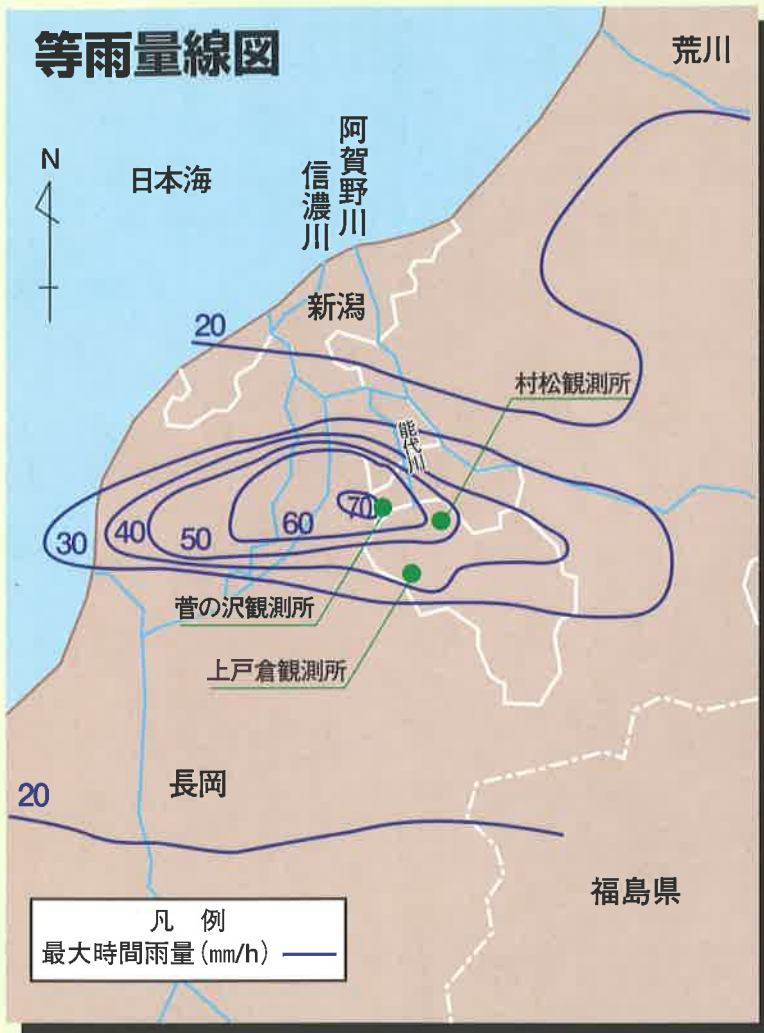 等雨量線図
荒川
N
日本海
阿賀野川
信濃川
新潟
20
村松観測所
能代川
70
60
50
40
30
菅の沢観測所
上戸倉観測所
長岡
20
福島県
凡 例
最大時間雨量(mm/h)